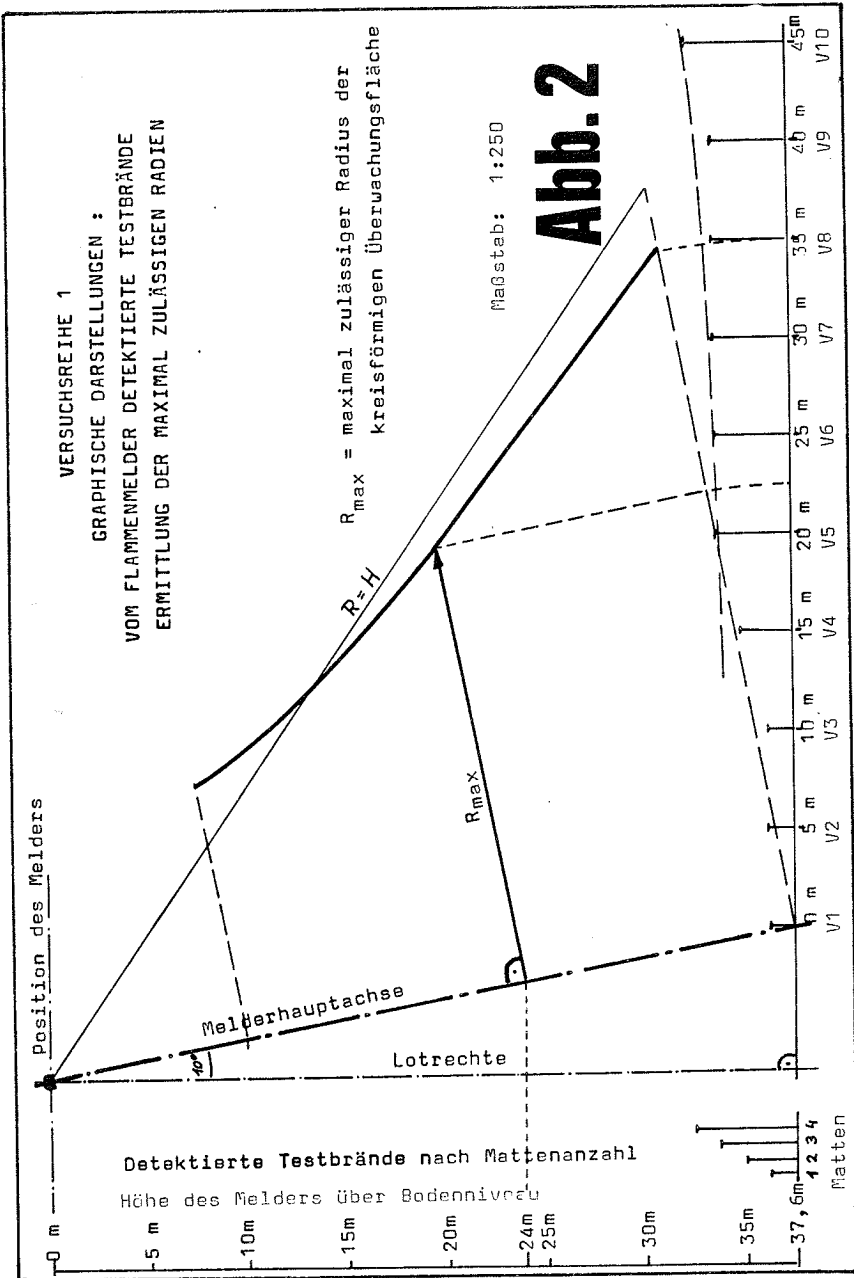 VERSUCHSREIHE 1
GRAPHISCHE DARSTELLUNGEN :
VOM FLAMMENMELDER DETEKTIERTE TESTBRÄNDE
ERMITTLUNG DER MAXIMAL ZULÄSSIGEN RADIEN
R max = maximal zulässiger Radius der
kreisförmigen Überwachungsfläche
Maßstab: 1:250
Abb. 2
Position des Melders
R=H
R max
Melderhauptachse
10°
Lotrechte
Detektierte Testbrände nach Mattenanzahl
Höhe des Melders über Bodennivrau
0 m
5 m
10m
15m
20m
24m
25m
30m
35m
37,6m
1 2 3 4
Matten
0 m 5 m 10 m 15 m 20 m 25 m 30 m 35 m 40 m 45m
V1 V2 V3 V4 V5 V6 V7 V8 V9 V10